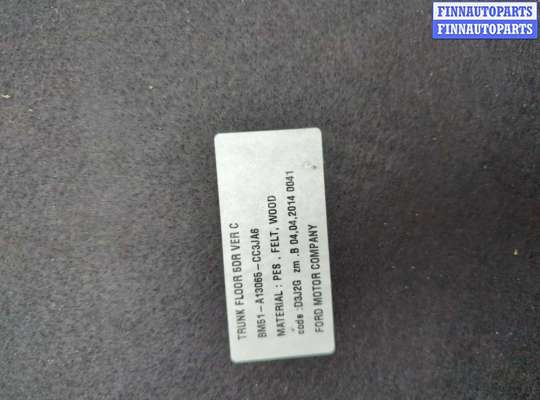 FINNAUTOPARTS
FINNAUTOPARTS
TRUNK FLOOR 5DR VER C
BM51-A13065-CC3JA6
MATERIAL : PES , FELT, WOOD
code :D3J2G zm .B 04,04,2014 0041
FORD MOTOR COMPANY